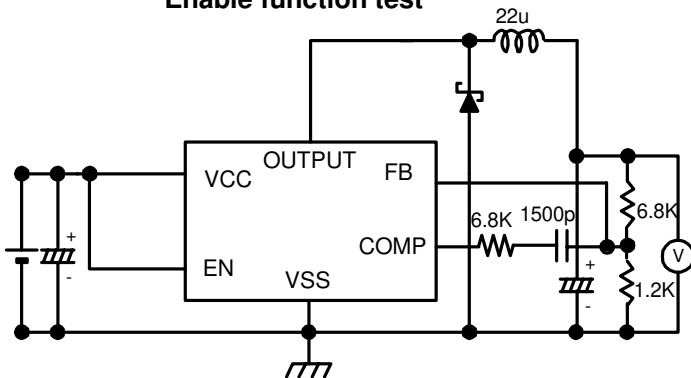 Enable function test
22u
OUTPUT
VCC
FB
6.8K
1500p
6.8K
COMP
+
V
EN
+
-
VSS
-
1.2K